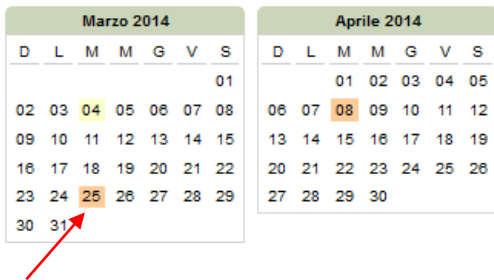 Marzo 2014
D L M M G V S
01
02 03 04 05 06 07 08
09 10 11 12 13 14 15
16 17 18 19 20 21 22
23 24 25 26 27 28 29
30 31
Aprile 2014
D L M M G V S
01 02 03 04 05
06 07 08 09 10 11 12
13 14 15 16 17 18 19
20 21 22 23 24 25 26
27 28 29 30